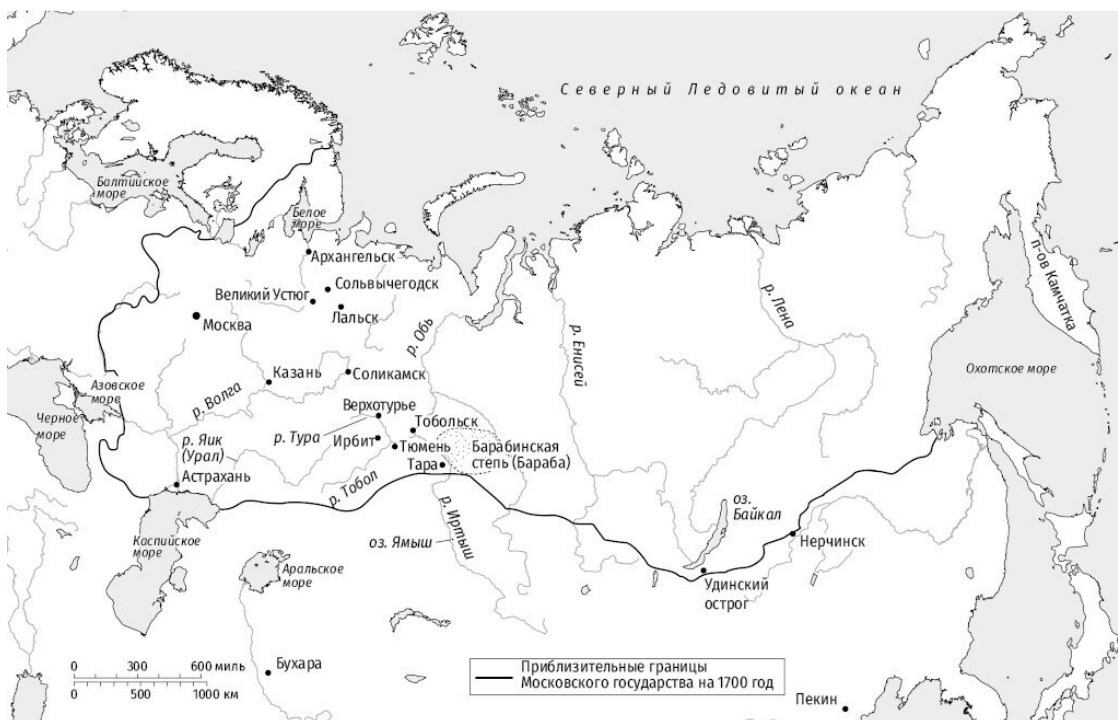 Северный Ледовитый океан
Балтийское
море
Белое
море
Архангельск
Сольвычегодск
Великий Устюг
Лальск
Москва
р. Обь
р. Енисей
р. Лена
п-ов Камчатка
Охотское море
Казань
Соликамск
Азовское
море
Черное
море
р. Волга
Верхотурье
Тобольск
р. Тура
Ирбит
Тюмень
Барабинская
степь (Бараба)
р. Яик
(Урал)
Тара
Астрахань
р. Тобол
р. Иртыш
оз.
Байкал
Каспийское
море
оз. Ямыш
Нерчинск
Аральское
море
Удинский
острог
0 300 600 миль
0 500 1000 км
Бухара
Приблизительные границы
Московского государства на 1700 год
Пекин